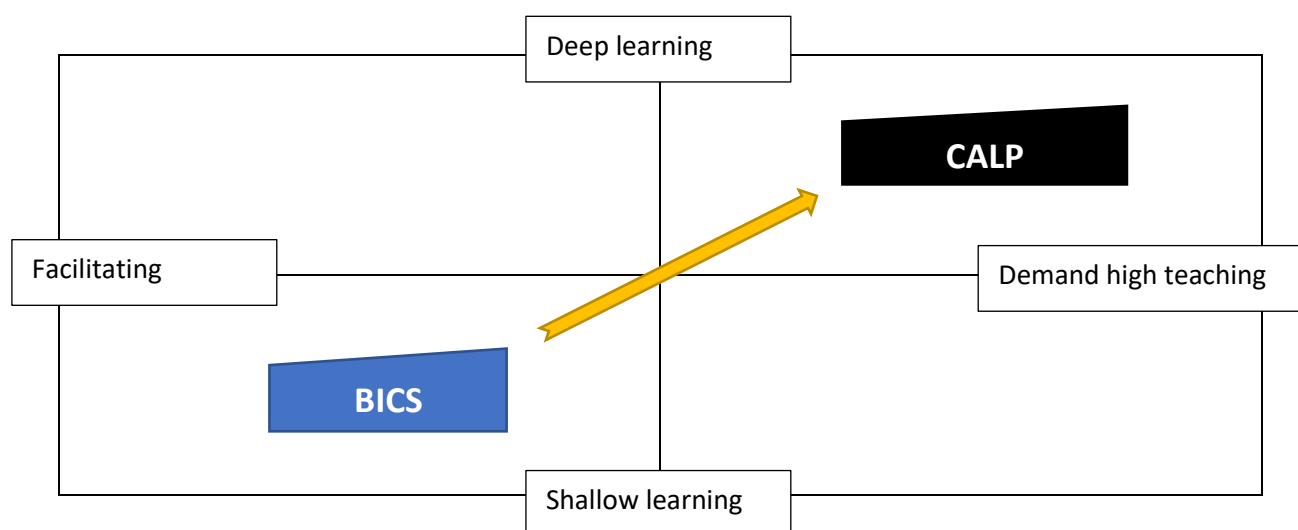 Deep learning
CALP
Facilitating
Demand high teaching
BICS
Shallow learning